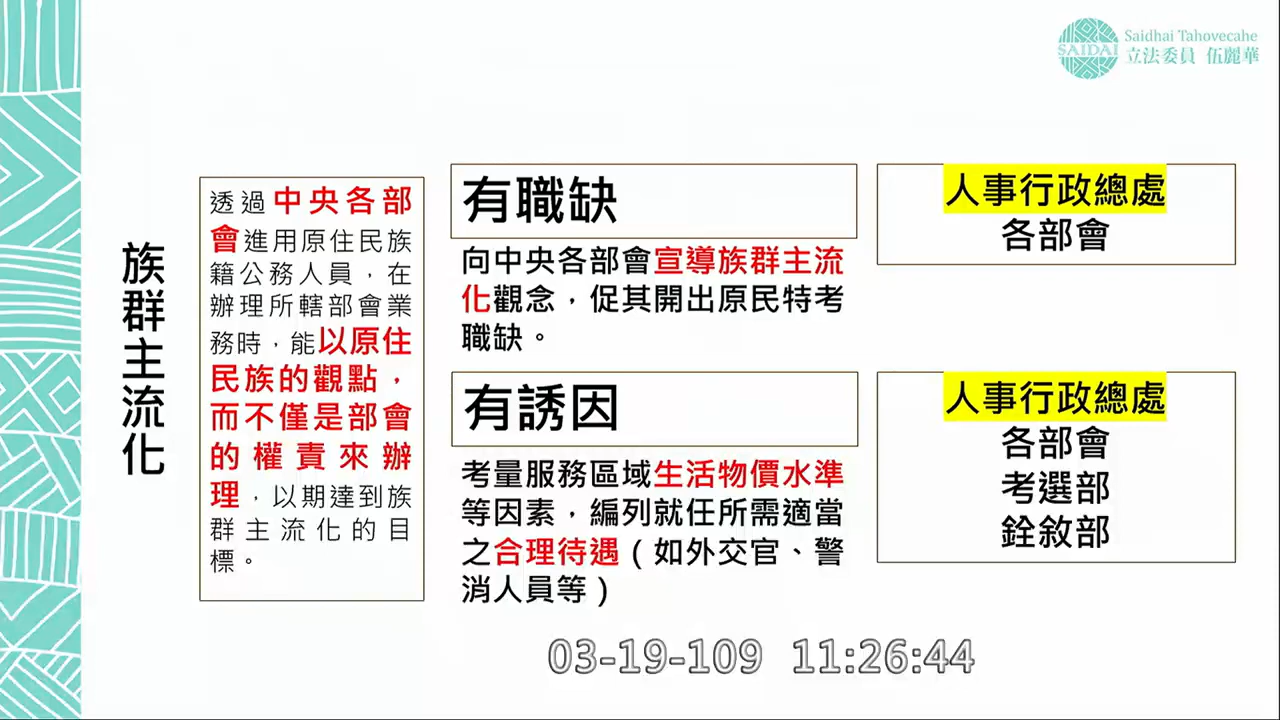 SAIDAI
Saidhai Tahovecahe
立法委員 伍麗華
族群主流化
透過中央各部
會進用原住民族
籍公務人員，在
辦理所轄部會業
務時，能以原住
民族的觀點，
而不僅是部會
的權責來辦
理，以期達到族
群主流化的目
標。
有職缺
向中央各部會宣導族群主流
化觀念，促其開出原民特考
職缺。
人事行政總處
各部會
有誘因
考量服務區域生活物價水準
等因素，編列就任所需適當
之合理待遇（如外交官、警
消人員等）
人事行政總處
各部會
考選部
銓敘部
03-19-109 11:26:44